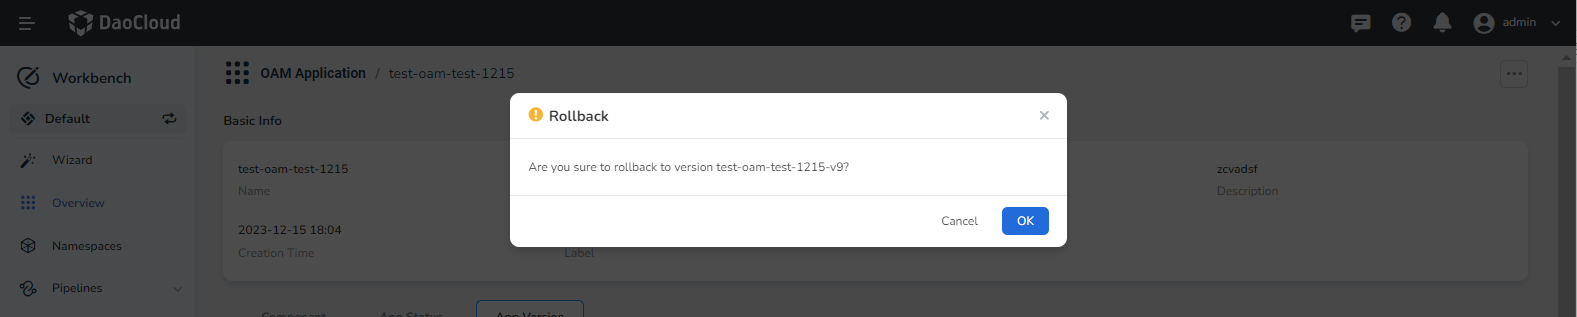 DaoCloud
admin
Workbench
Default
Wizard
Overview
Namespaces
Pipelines
OAM Application / test-oam-test-1215
Basic Info
test-oam-test-1215
Name
zcvadsf
Description
2023-12-15 18:04
Creation Time
Label
Rollback
Are you sure to rollback to version test-oam-test-1215-v9?
Cancel
OK
Component
App Status
App Version